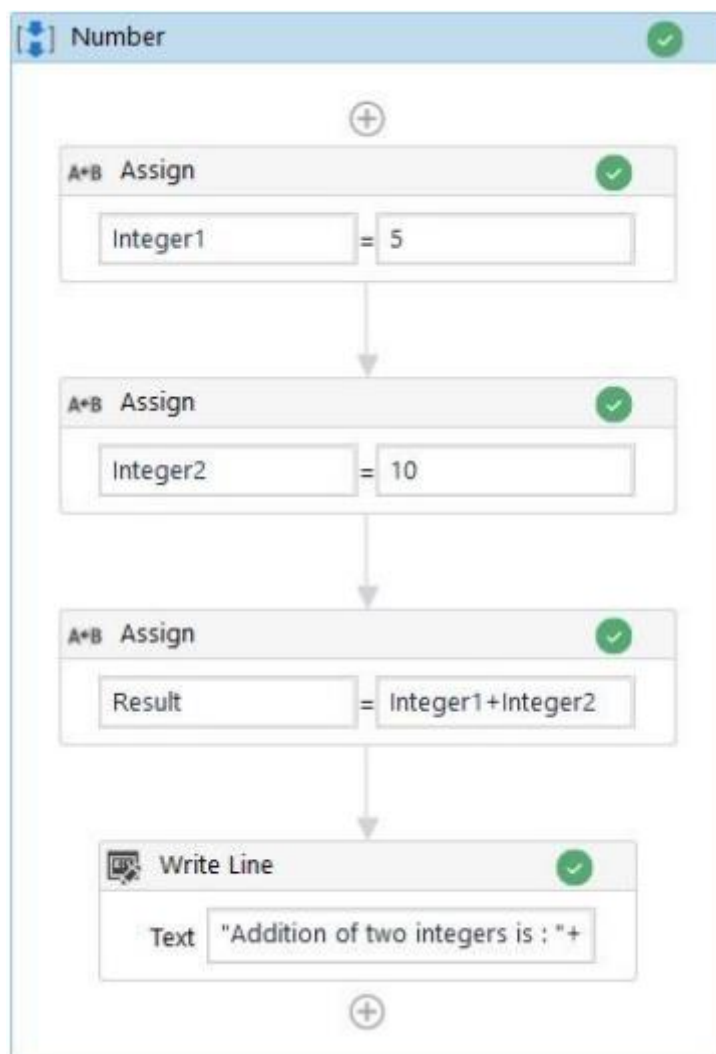 Number
A+B Assign
Integer1 = 5
A+B Assign
Integer2 = 10
A+B Assign
Result = Integer1+Integer2
Write Line
Text "Addition of two integers is : "+